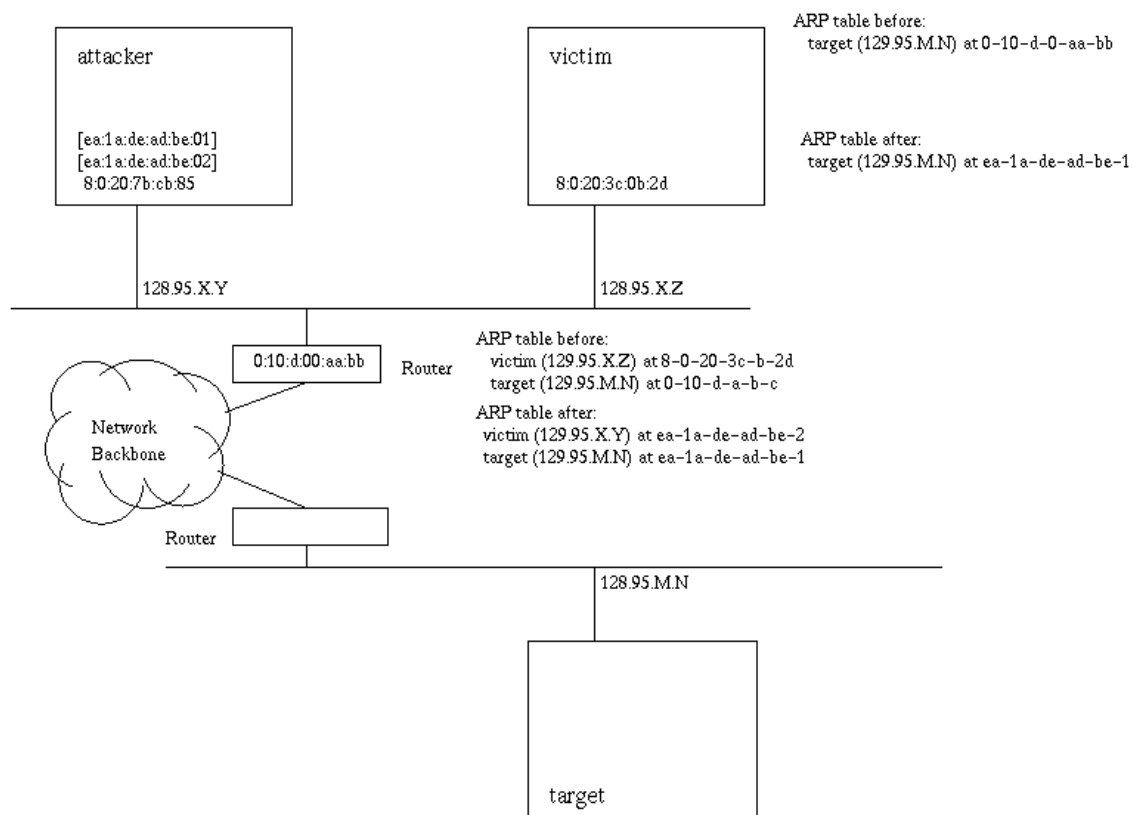 attacker
[ea:1a:de:ad:be:01]
[ea:1a:de:ad:be:02]
8:0:20:7b:cb:85
victim
8:0:20:3c:0b:2d
ARP table before:
target (129.95.M.N) at 0-10-d-0-aa-bb
ARP table after:
target (129.95.M.N) at ea-1a-de-ad-be-1
128.95.X.Y
128.95.X.Z
0:10:d:00:aa:bb
Router
ARP table before:
victim (129.95.X.Z) at 8-0-20-3c-b-2d
target (129.95.M.N) at 0-10-d-a-b-c
ARP table after:
victim (129.95.X.Y) at ea-1a-de-ad-be-2
target (129.95.M.N) at ea-1a-de-ad-be-1
Network
Backbone
Router
128.95.M.N
target